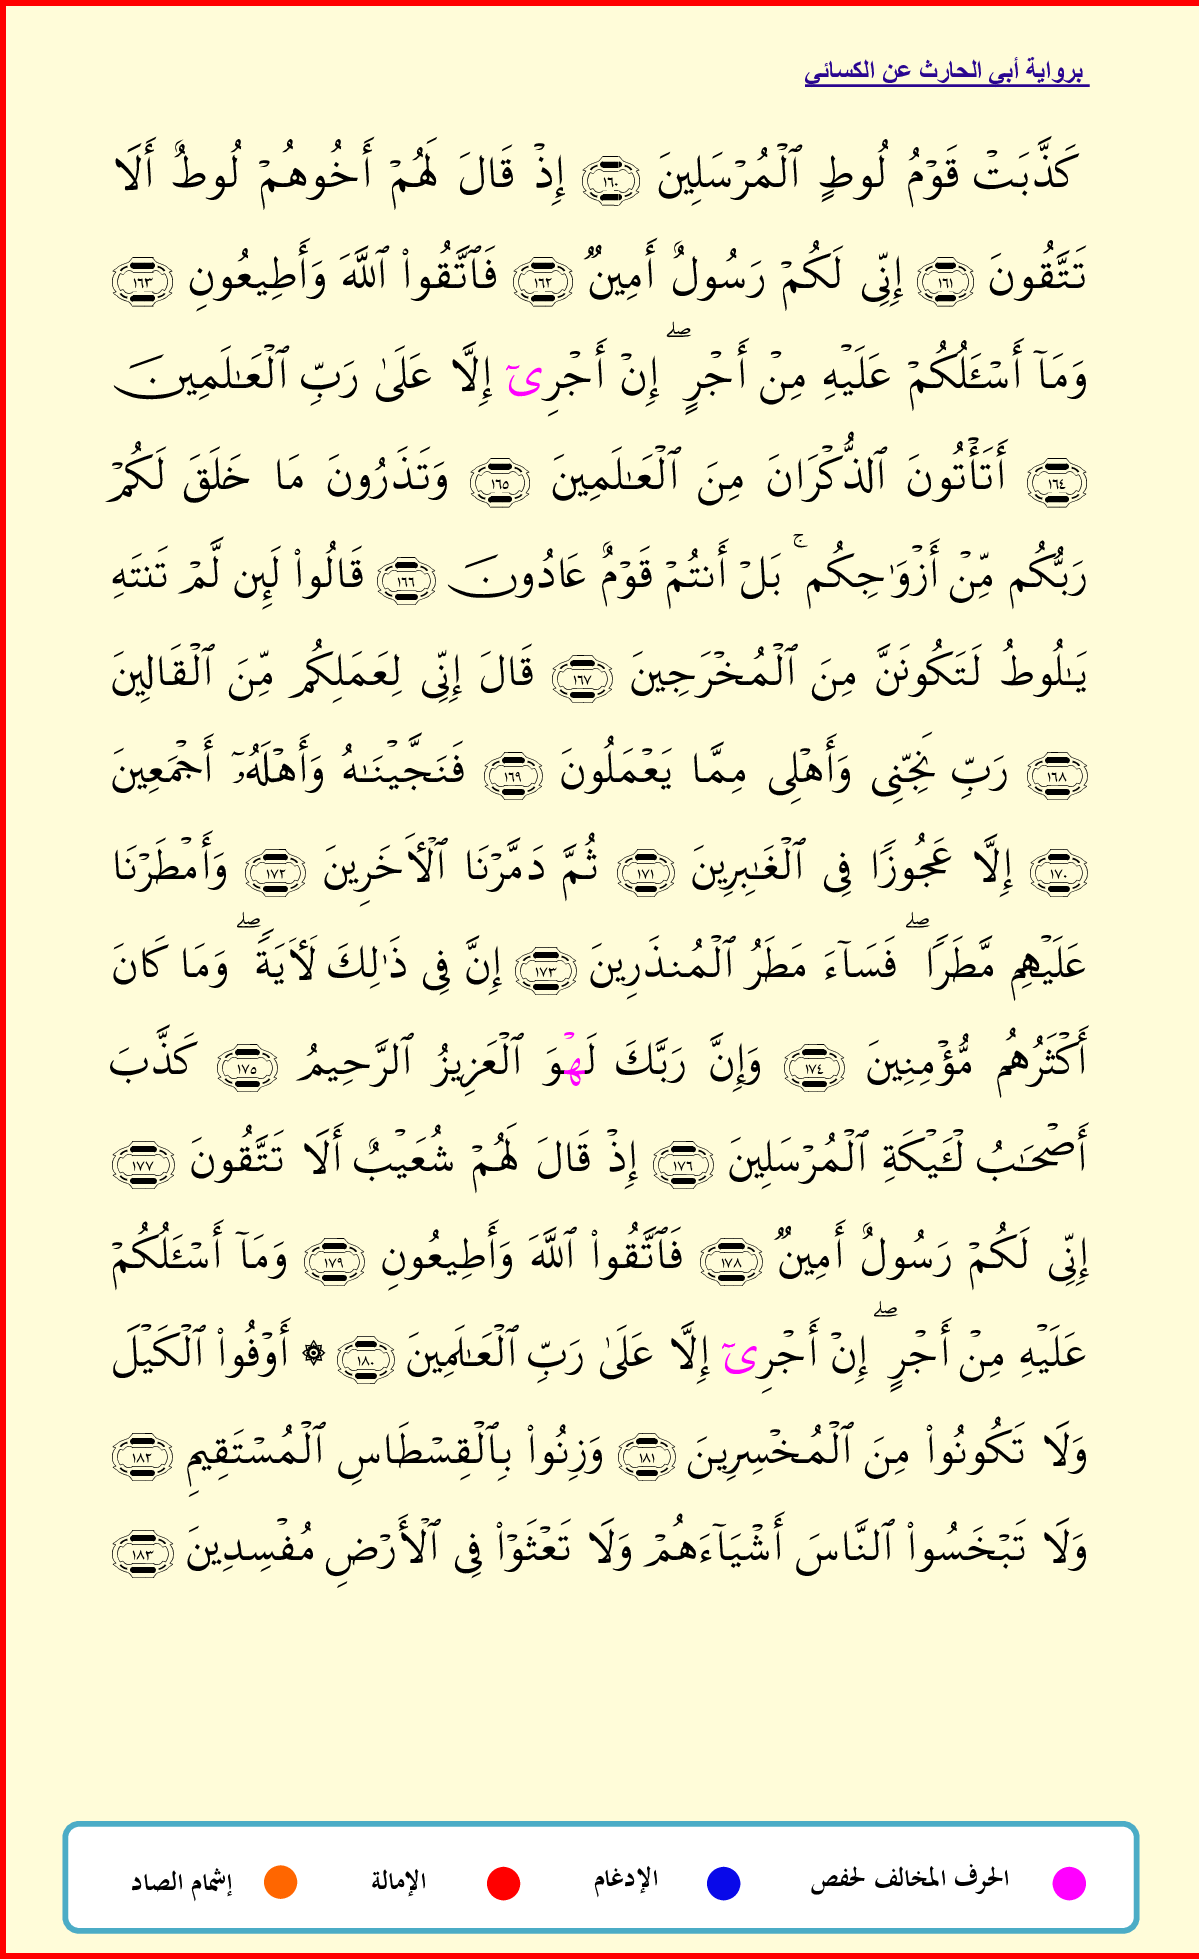 برواية أبي الحارث عن الكسائي
كَذَّبَتۡ قَوۡمُ لُوطٍ ٱلۡمُرۡسَلِينَ ١٦٠ إِذۡ قَالَ لَهُمۡ أَخُوهُمۡ لُوطٌ أَلَا
تَتَّقُونَ ١٦١ إِنِّى لَكُمۡ رَسُولٌ أَمِينٌ ١٦٢ فَٱتَّقُوا۟ ٱللَّهَ وَأَطِيعُونِ ١٦٣
وَمَآ أَسۡـَٔلُكُمۡ عَلَيۡهِ مِنۡ أَجۡرٍۖ إِنۡ أَجۡرِىٓ إِلَّا عَلَىٰ رَبِّ ٱلۡعَـٰلَمِينَ
١٦٤ أَتَأۡتُونَ ٱلذُّكۡرَانَ مِنَ ٱلۡعَـٰلَمِينَ ١٦٥ وَتَذَرُونَ مَا خَلَقَ لَكُمۡ
رَبُّكُم مِّنۡ أَزۡوَٰجِكُمۚ بَلۡ أَنتُمۡ قَوۡمٌ عَادُونَ ١٦٦ قَالُوا۟ لَئِن لَّمۡ تَنتَهِ
يَـٰلُوطُ لَتَكُونَنَّ مِنَ ٱلۡمُخۡرَجِينَ ١٦٧ قَالَ إِنِّى لِعَمَلِكُم مِّنَ ٱلۡقَالِينَ
١٦٨ رَبِّ نَجِّنِى وَأَهۡلِى مِمَّا يَعۡمَلُونَ ١٦٩ فَنَجَّيۡنَـٰهُ وَأَهۡلَهُۥٓ أَجۡمَعِينَ
١٧٠ إِلَّا عَجُوزًا فِى ٱلۡغَـٰبِرِينَ ١٧١ ثُمَّ دَمَّرۡنَا ٱلۡأٓخَرِينَ ١٧٢ وَأَمۡطَرۡنَا
عَلَيۡهِم مَّطَرًاۖ فَسَآءَ مَطَرُ ٱلۡمُنذَرِينَ ١٧٣ إِنَّ فِى ذَٰلِكَ لَأٓيَةًۖ وَمَا كَانَ
أَكۡثَرُهُم مُّؤۡمِنِينَ ١٧٤ وَإِنَّ رَبَّكَ لَهۡوَ ٱلۡعَزِيزُ ٱلرَّحِيمُ ١٧٥ كَذَّبَ
أَصۡحَـٰبُ لۡـَٔيۡكَةِ ٱلۡمُرۡسَلِينَ ١٧٦ إِذۡ قَالَ لَهُمۡ شُعَيۡبٌ أَلَا تَتَّقُونَ ١٧٧
إِنِّى لَكُمۡ رَسُولٌ أَمِينٌ ١٧٨ فَٱتَّقُوا۟ ٱللَّهَ وَأَطِيعُونِ ١٧٩ وَمَآ أَسۡـَٔلُكُمۡ
عَلَيۡهِ مِنۡ أَجۡرٍۖ إِنۡ أَجۡرِىٓ إِلَّا عَلَىٰ رَبِّ ٱلۡعَـٰلَمِينَ ١٨٠ ۞ أَوۡفُوا۟ ٱلۡكَيۡلَ
وَلَا تَكُونُوا۟ مِنَ ٱلۡمُخۡسِرِينَ ١٨١ وَزِنُوا۟ بِٱلۡقِسۡطَاسِ ٱلۡمُسۡتَقِيمِ ١٨٢
وَلَا تَبۡخَسُوا۟ ٱلنَّاسَ أَشۡيَآءَهُمۡ وَلَا تَعۡثَوۡا۟ فِى ٱلۡأَرۡضِ مُفۡسِدِينَ ١٨٣
الحرف المخالف لحفص الإدغام الإمالة إشمام الصاد